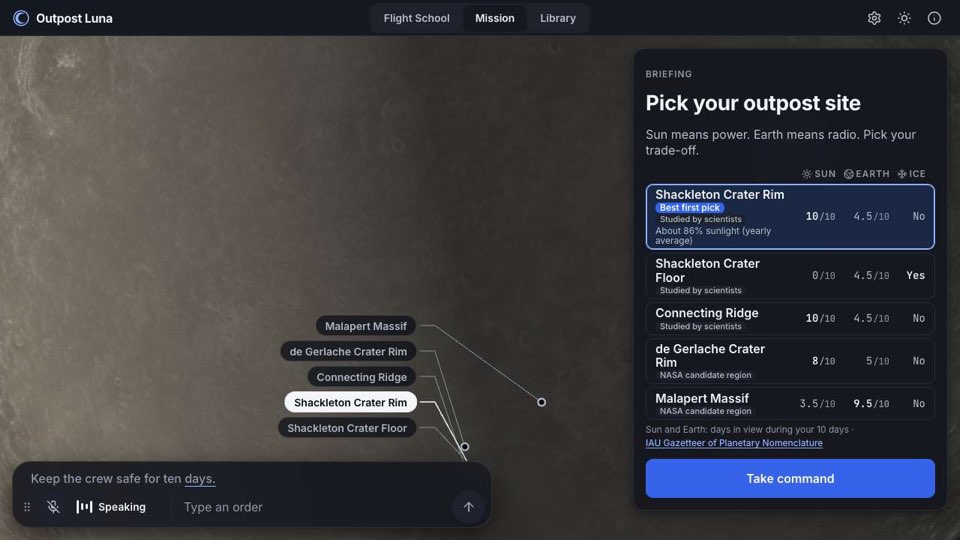 Outpost Luna
Flight School
Mission
Library
BRIEFING
Pick your outpost site
Sun means power. Earth means radio. Pick your
trade-off.
SUN EARTH ICE
Shackleton Crater Rim
Best first pick
Studied by scientists
About 86% sunlight (yearly
average)
10/10 4.5/10 No
Shackleton Crater
Floor
Studied by scientists
0/10 4.5/10 Yes
Connecting Ridge
Studied by scientists
10/10 4.5/10 No
de Gerlache Crater
Rim
NASA candidate region
8/10 5/10 No
Malapert Massif
NASA candidate region
3.5/10 9.5/10 No
Sun and Earth: days in view during your 10 days ·
IAU Gazetteer of Planetary Nomenclature
Take command
Malapert Massif
de Gerlache Crater Rim
Connecting Ridge
Shackleton Crater Rim
Shackleton Crater Floor
Keep the crew safe for ten days.
Speaking
Type an order